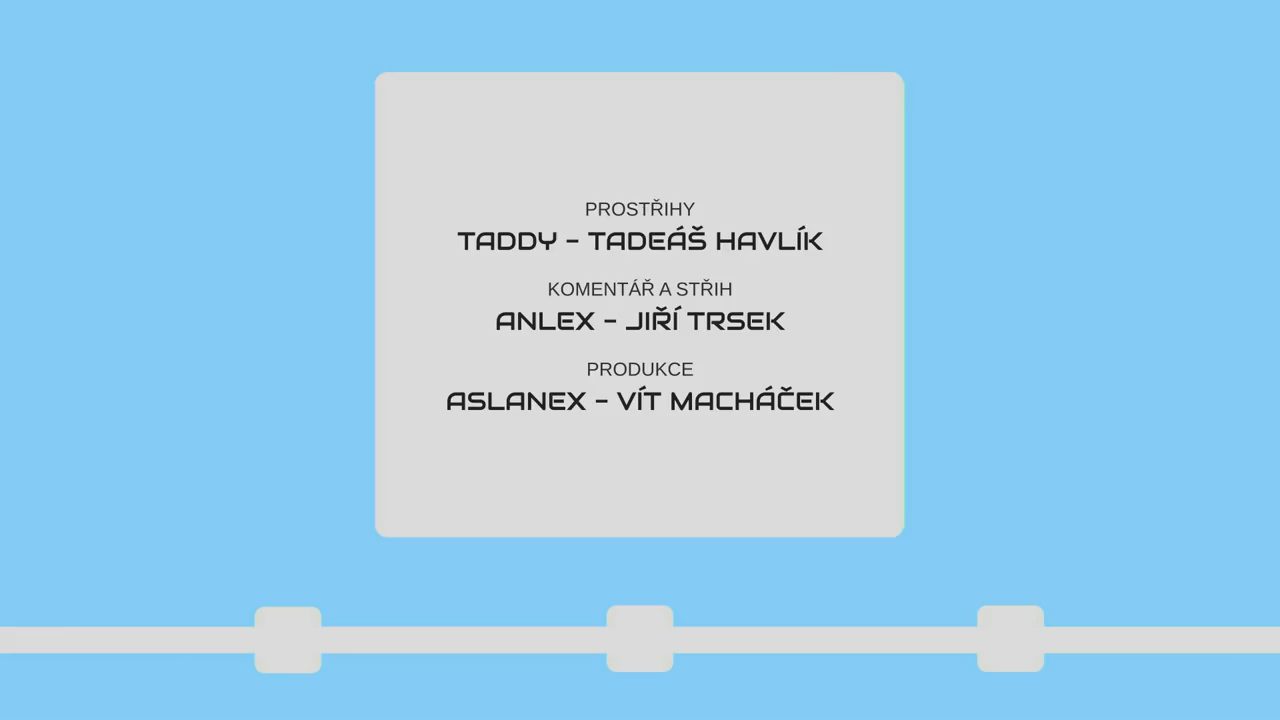 PROSTŘIHY
TADDY - TADEÁŠ HAVLÍK
KOMENTÁŘ A STŘIH
ANLEX - JIŘÍ TRSEK
PRODUKCE
ASLANEX - VÍT MACHÁČEK